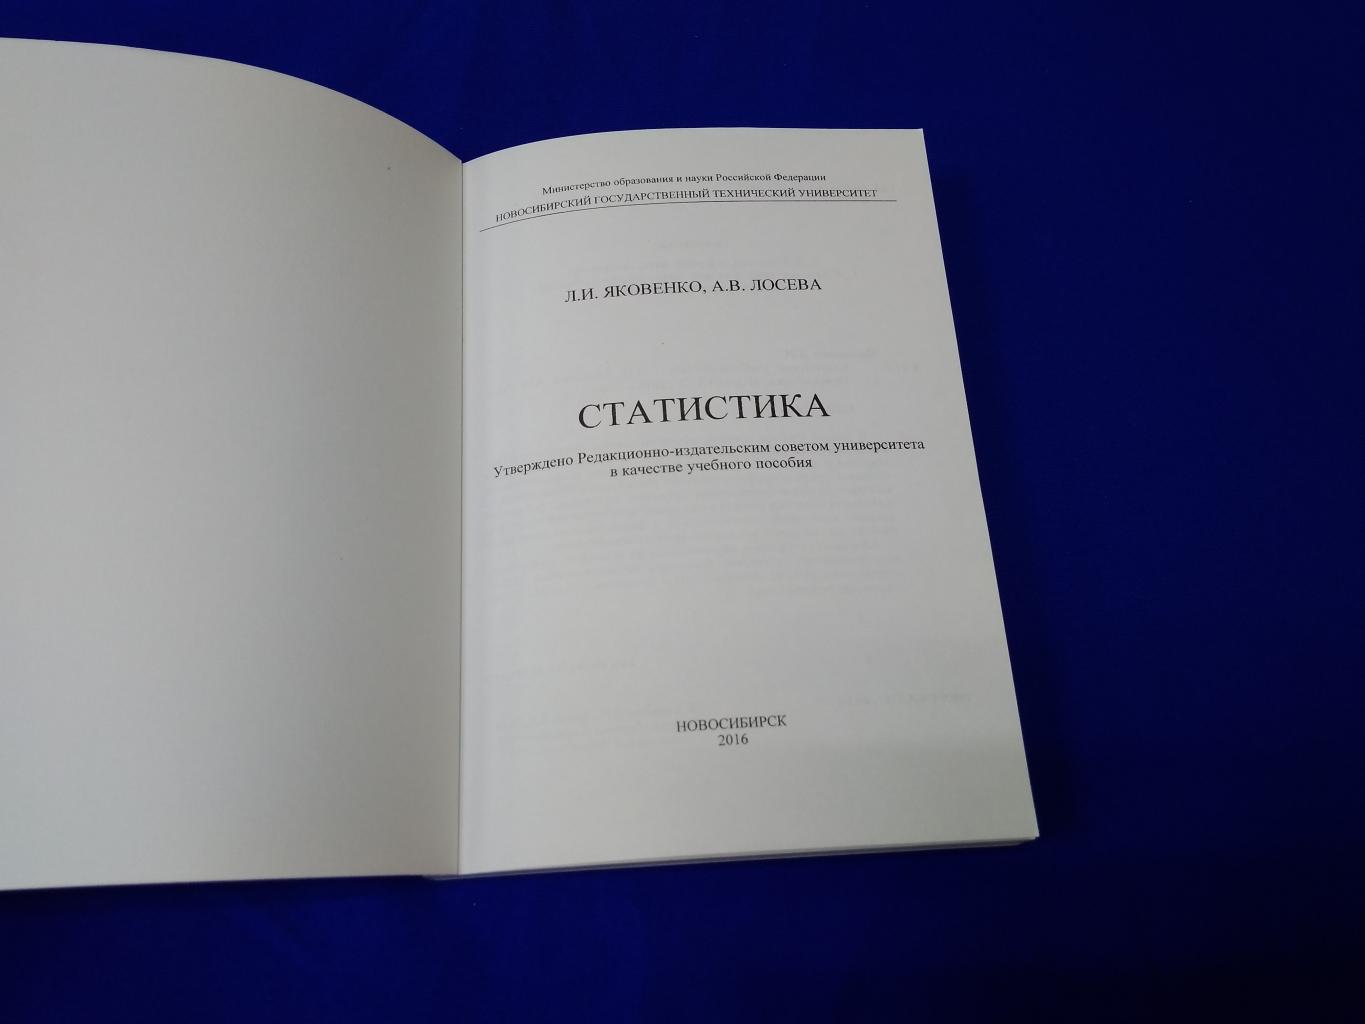 Министерство образования и науки Российской Федерации
НОВОСИБИРСКИЙ ГОСУДАРСТВЕННЫЙ ТЕХНИЧЕСКИЙ УНИВЕРСИТЕТ
Л.И. ЯКОВЕНКО, А.В. ЛОСЕВА
СТАТИСТИКА
Утверждено Редакционно-издательским советом университета
в качестве учебного пособия
НОВОСИБИРСК
2016